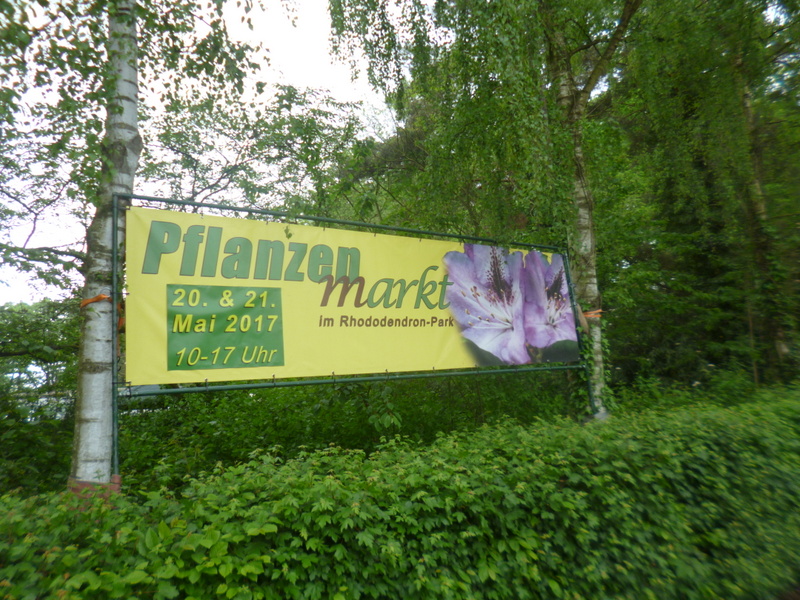 Pflanzen
markt
im Rhododendron-Park
20. & 21.
Mai 2017
10-17 Uhr